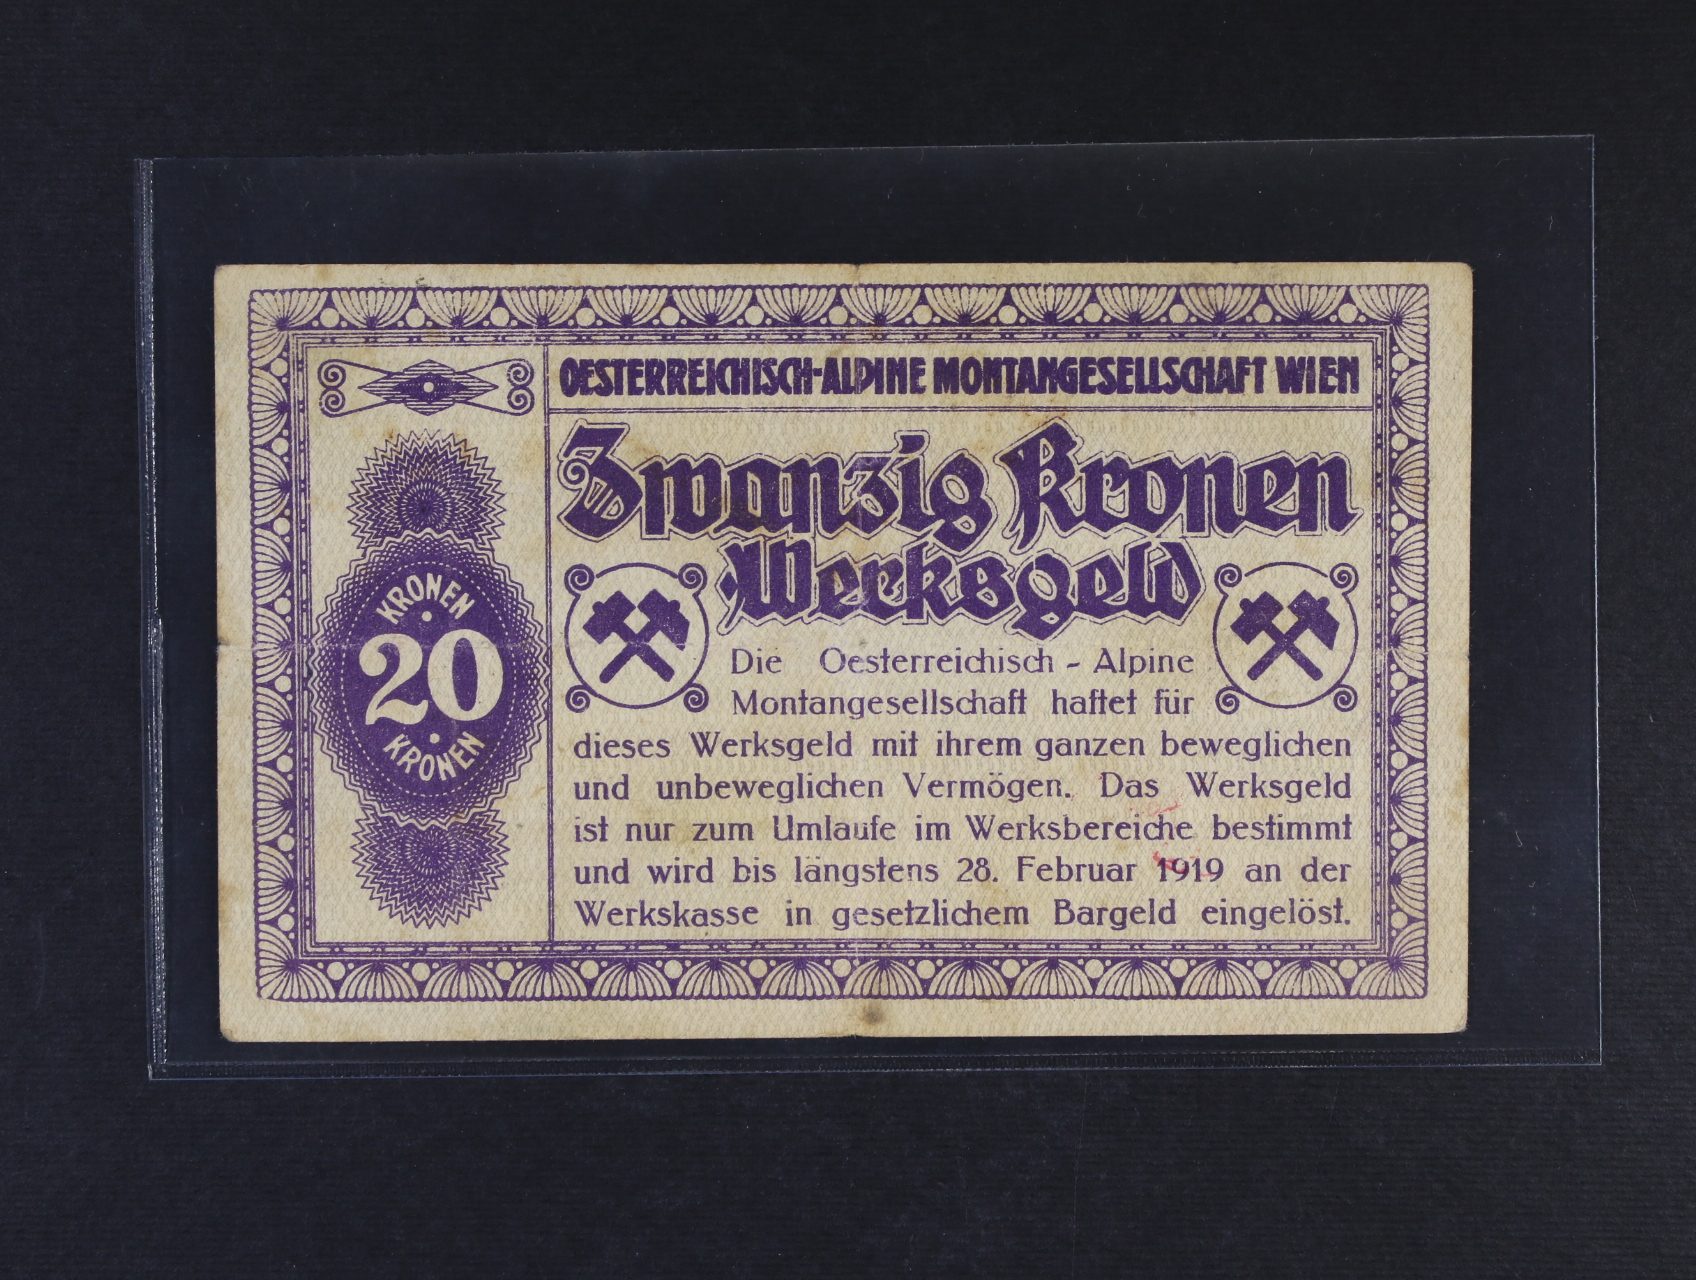 OESTERREICHISCH-ALPINE MONTANGESELLSCHAFT WIEN
Zwanzig Kronen
Werksgeld
KRONEN
20
KRONEN
Die Oesterreichisch - Alpine
Montangesellschaft haftet für
dieses Werksgeld mit ihrem ganzen beweglichen
und unbeweglichen Vermögen. Das Werksgeld
ist nur zum Umlaufe im Werksbereiche bestimmt
und wird bis längstens 28. Februar 1919 an der
Werkskasse in gesetzlichem Bargeld eingelöst.